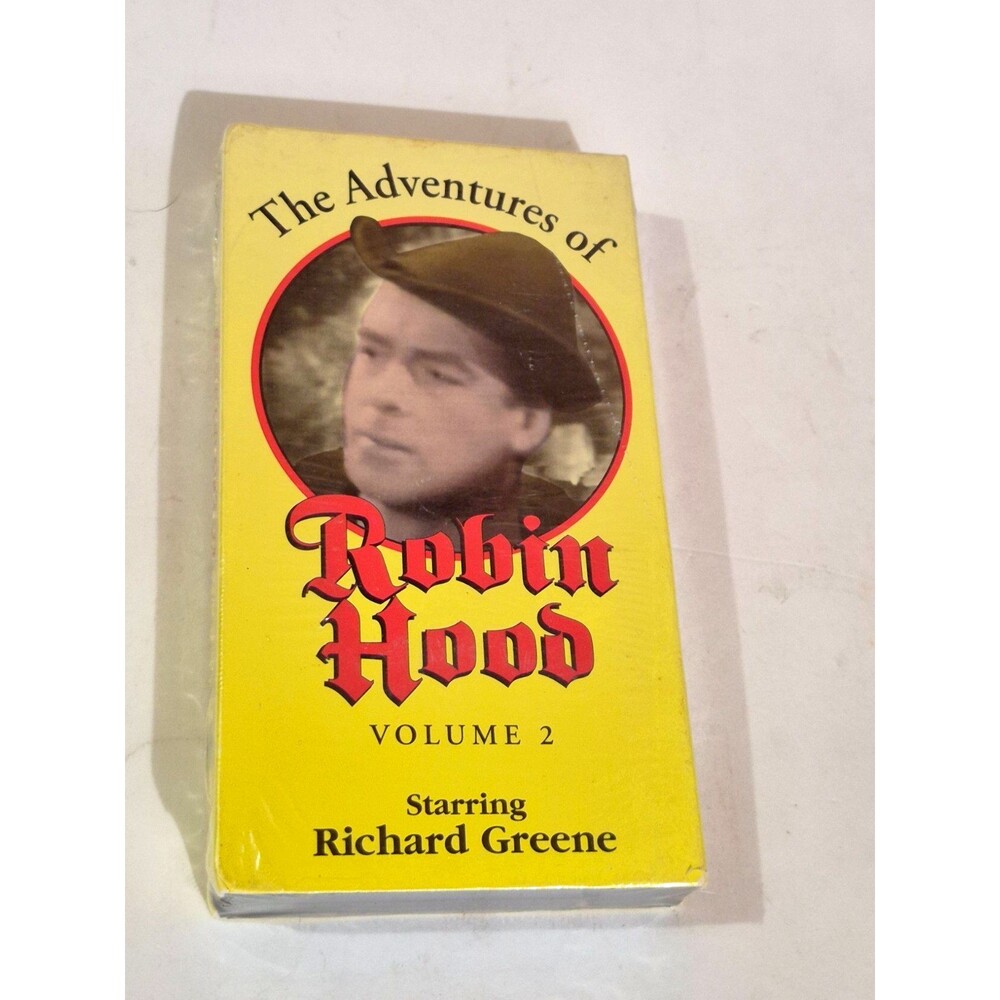 The Adventures of
Robin
Hood
VOLUME 2
Starring
Richard Greene